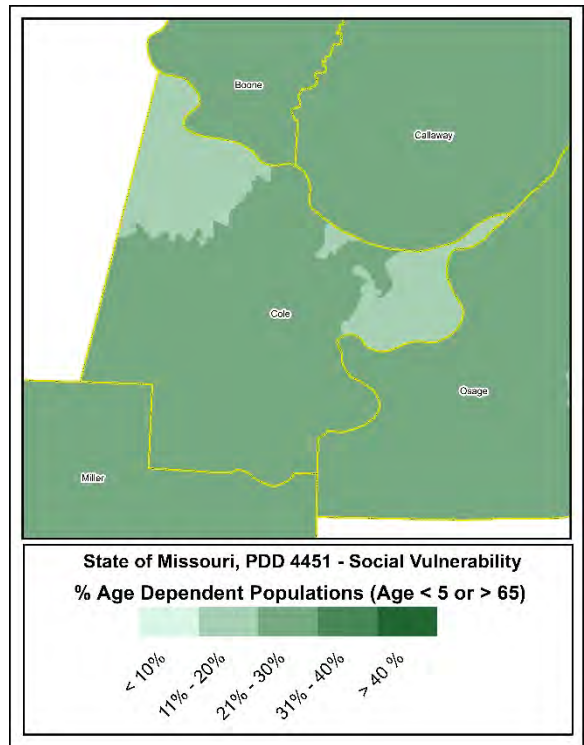 Boone
Callaway
Cole
Osage
Miller
State of Missouri, PDD 4451 - Social Vulnerability
% Age Dependent Populations (Age < 5 or > 65)
< 10%
11% - 20%
21% - 30%
31% - 40%
> 40 %